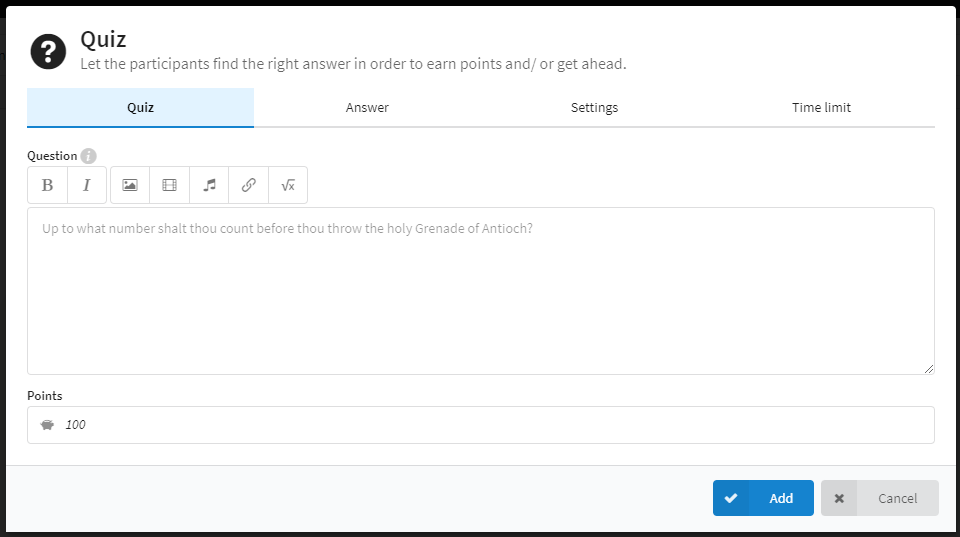 Quiz
Let the participants find the right answer in order to earn points and/ or get ahead.
Quiz Answer Settings Time limit
Question i
B I √x
Up to what number shalt thou count before thou throw the holy Grenade of Antioch?
Points
100
Add Cancel